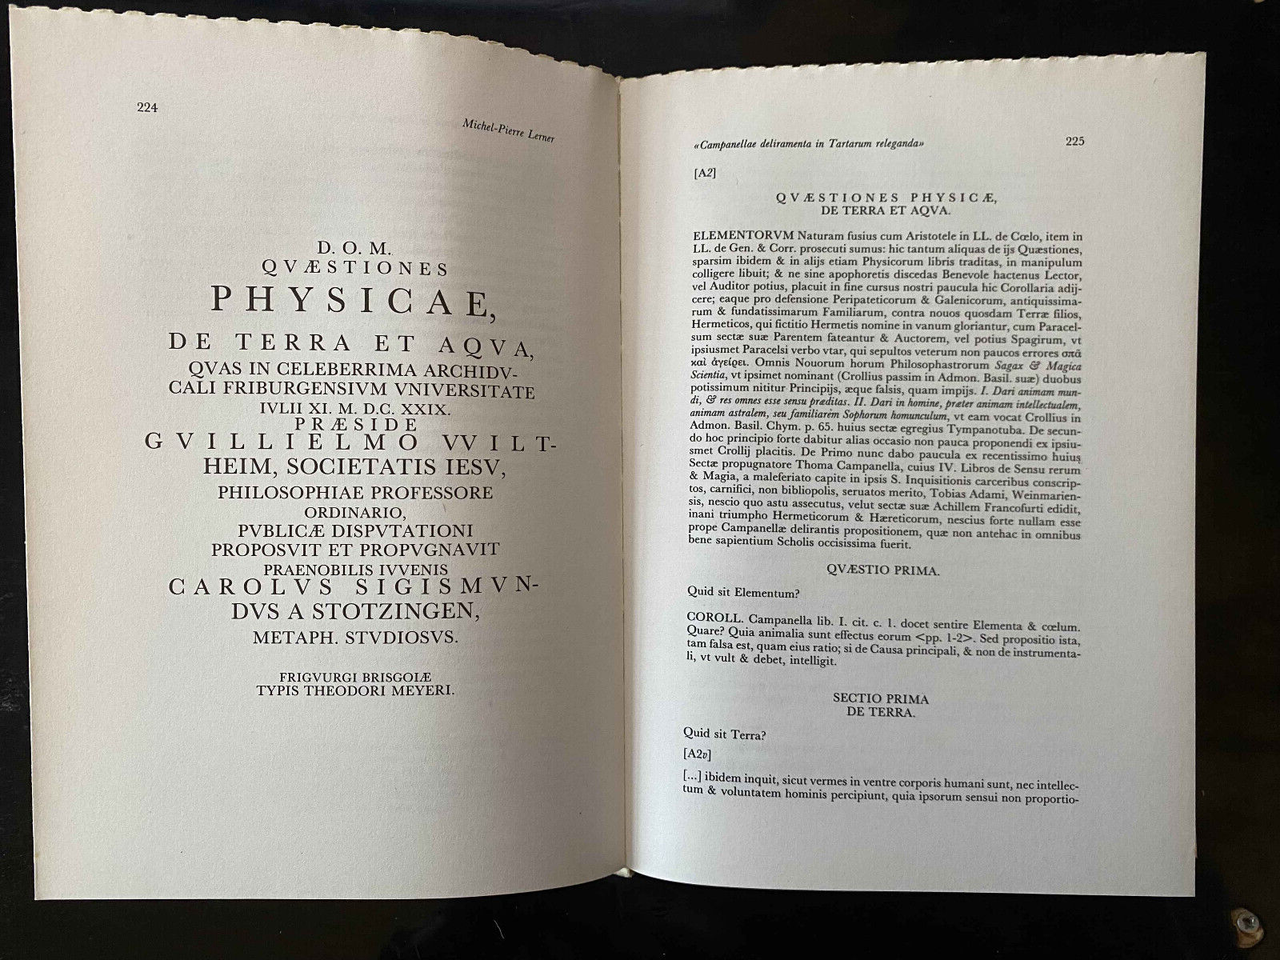 224
Michel-Pierre Lerner
D. O. M.
QVÆSTIONES
PHYSICAE,
DE TERRA ET AQVA,
QVAS IN CELEBERRIMA ARCHIDV-
CALI FRIBURGENSIVM VNIVERSITATE
IVLII XI. M. D.C. XXIX.
PRÆSIDE
GVILLIELMO VVILT-
HEIM, SOCIETATIS IESV,
PHILOSOPHIAE PROFESSORE
ORDINARIO,
PVBLICÆ DISPVTATIONI
PROPOSVIT ET PROPVGNAVIT
PRAENOBILIS IVVENIS
CAROLVS SIGISMVN-
DVS A STOTZINGEN,
METAPH. STVDIOSVS.
FRIGVURGI BRISGOIÆ
TYPIS THEODORI MEYERI.
«Campanellae deliramenta in Tartarum releganda»
225
[A2]
QVÆSTIONES PHYSICÆ,
DE TERRA ET AQVA.
ELEMENTORVM Naturam fusius cum Aristotele in LL. de Cœlo, item in
LL. de Gen. & Corr. prosecuti sumus: hic tantum aliquas de ijs Quæstiones,
sparsim ibidem & in alijs etiam Physicorum libris traditas, in manipulum
colligere libuit; & ne sine apophoretis discedas Benevole hactenus Lector,
vel Auditor potius, placuit in fine cursus nostri paucula hic Corollaria adij-
cere; eaque pro defensione Peripateticorum & Galenicorum, antiquissima-
rum & fundatissimarum Familiarum, contra nouos quosdam Terræ filios,
Hermeticos, qui fictitio Hermetis nomine in vanum gloriantur, cum Paracel-
sum sectæ suæ Parentem fateantur & Auctorem, vel potius Spagirum, vt
ipsiusmet Paracelsi verbo vtar, qui sepultos veterum non paucos errores σπᾶ
καὶ ἀγείρει. Omnis Nouorum horum Philosophastrorum Sagax & Magica
Scientia, vt ipsimet nominant (Crollius passim in Admon. Basil. suæ) duobus
potissimum nititur Principijs, æque falsis, quam impijs. I. Dari animam mun-
di, & res omnes esse sensu præditas. II. Dari in homine, præter animam intellectualem,
animam astralem, seu familiarem Sophorum homunculum, vt eam vocat Crollius in
Admon. Basil. Chym. p. 65. huius sectæ egregius Tympanotuba. De secun-
do hoc principio forte dabitur alias occasio non pauca proponendi ex ipsiu-
smet Crollij placitis. De Primo nunc dabo paucula ex recentissimo huius
Sectæ propugnatore Thoma Campanella, cuius IV. Libros de Sensu rerum
& Magia, a maleferiato capite in ipsis S. Inquisitionis carceribus conscrip-
tos, carnifici, non bibliopolis, seruatos merito, Tobias Adami, Weinmarien-
sis, nescio quo astu assecutus, velut sectæ suæ Achillem Francofurti edidit,
inani triumpho Hermeticorum & Hæreticorum, nescius forte nullam esse
prope Campanellæ delirantis propositionem, quæ non antehac in omnibus
bene sapientium Scholis occisissima fuerit.
QVÆSTIO PRIMA.
Quid sit Elementum?
COROLL. Campanella lib. I. cit. c. 1. docet sentire Elementa & cœlum.
Quare? Quia animalia sunt effectus eorum <pp. 1-2>. Sed propositio ista,
tam falsa est, quam eius ratio; si de Causa principali, & non de instrumenta-
li, vt vult & debet, intelligit.
SECTIO PRIMA
DE TERRA.
Quid sit Terra?
[A2v]
[...] ibidem inquit, sicut vermes in ventre corporis humani sunt, nec intellec-
tum & voluntatem hominis percipiunt, quia ipsorum sensui non proportio-